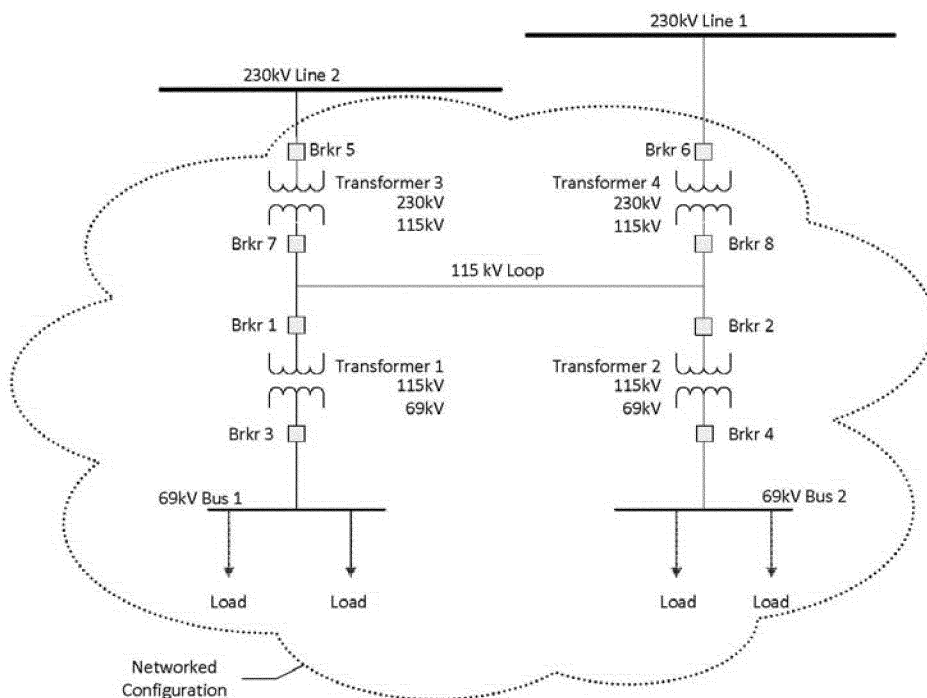 230kV Line 1
230kV Line 2
Brkr 5
Brkr 6
Transformer 3
230kV
115kV
Transformer 4
230kV
115kV
Brkr 7
Brkr 8
115 kV Loop
Brkr 1
Brkr 2
Transformer 1
115kV
69kV
Transformer 2
115kV
69kV
Brkr 3
Brkr 4
69kV Bus 1
69kV Bus 2
Load
Load
Load
Load
Networked
Configuration